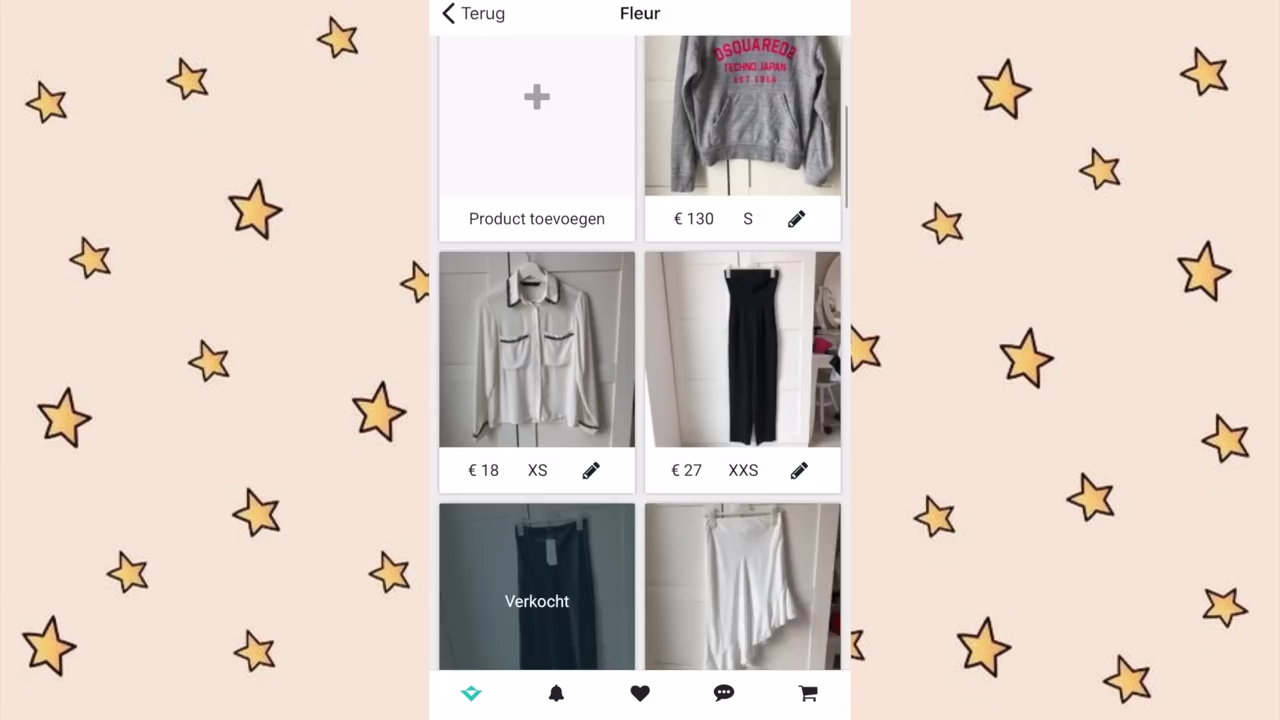 Terug
Fleur
DSQUARED2
TECHNO JAPAN
EST. 1964
Product toevoegen
€ 130
S
€ 18
XS
€ 27
XXS
Verkocht